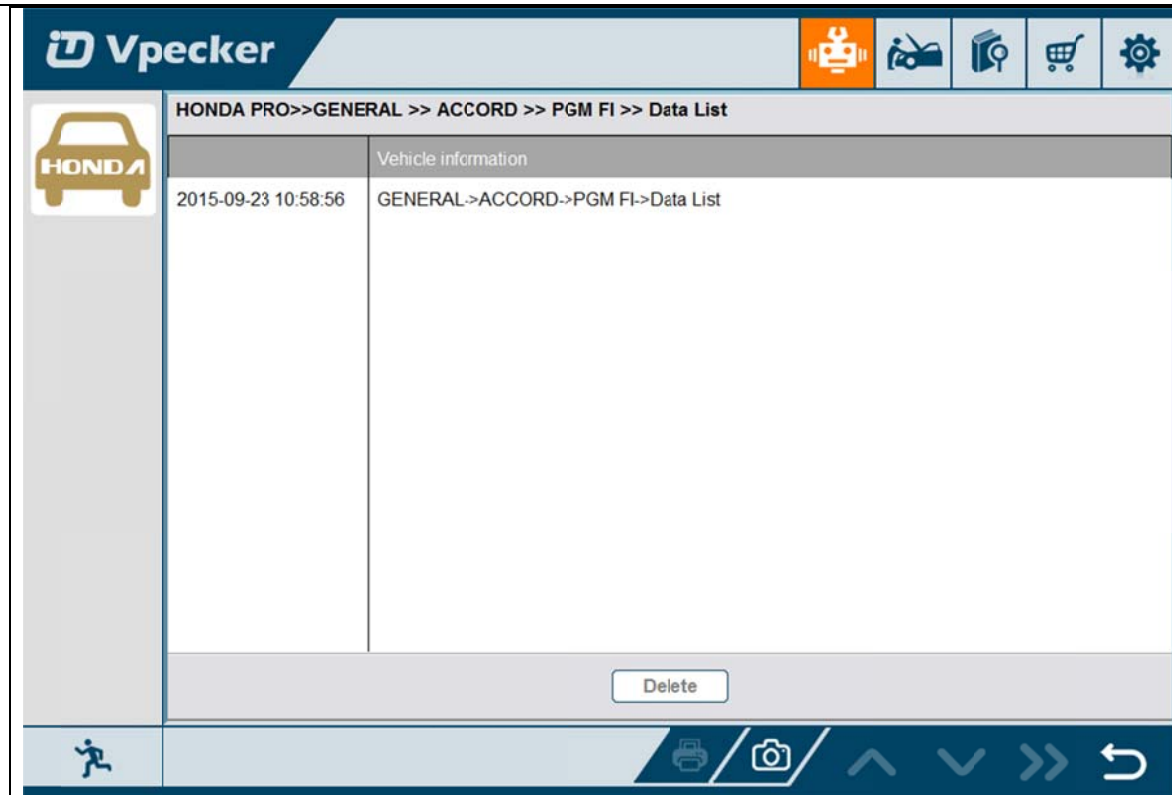 Vpecker
HONDA PRO>>GENERAL >> ACCORD >> PGM FI >> Data List
HONDA
Vehicle information
2015-09-23 10:58:56 GENERAL->ACCORD->PGM FI->Data List
Delete